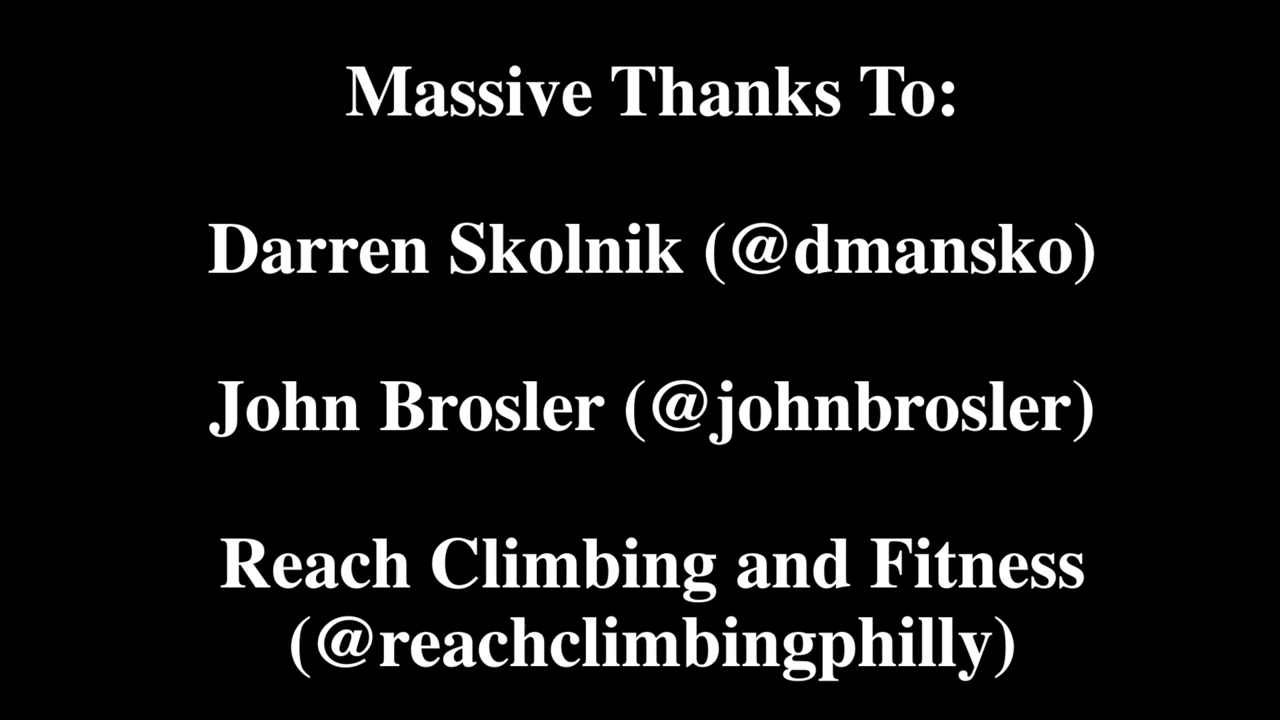 Massive Thanks To:
Darren Skolnik (@dmansko)
John Brosler (@johnbrosler)
Reach Climbing and Fitness
(@reachclimbingphilly)